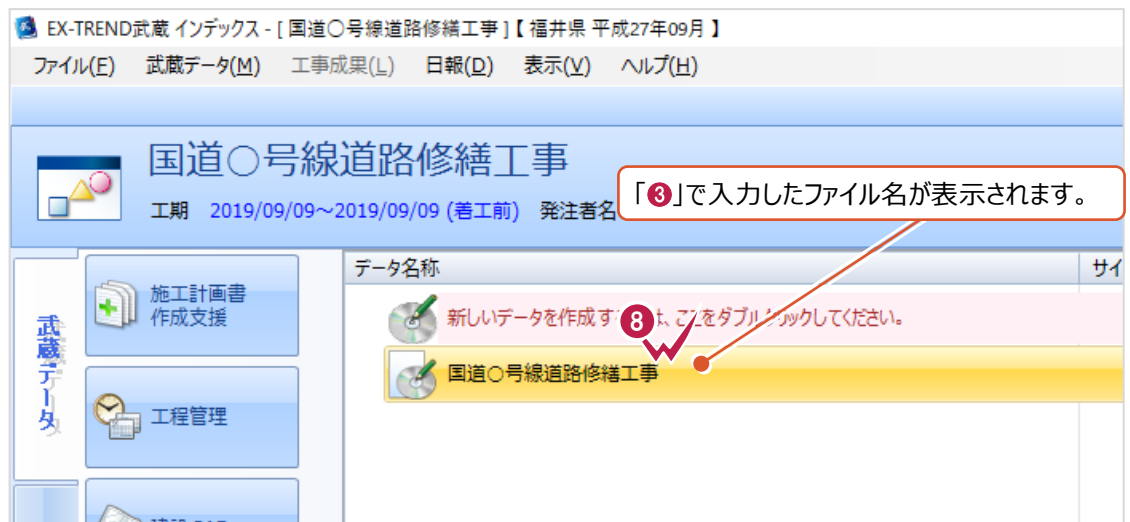 EX-TREND武蔵 インデックス - [ 国道○号線道路修繕工事 ]【 福井県 平成27年09月 】
ファイル(F) 武蔵データ(M) 工事成果(L) 日報(D) 表示(V) ヘルプ(H)
国道○号線道路修繕工事
「❸」で入力したファイル名が表示されます。
工期 2019/09/09～2019/09/09 (着工前) 発注者名
データ名称 サイ
武蔵データ
施工計画書
作成支援
新しいデータを作成す 、ここをダブルクリックしてください。
8
国道○号線道路修繕工事
工程管理